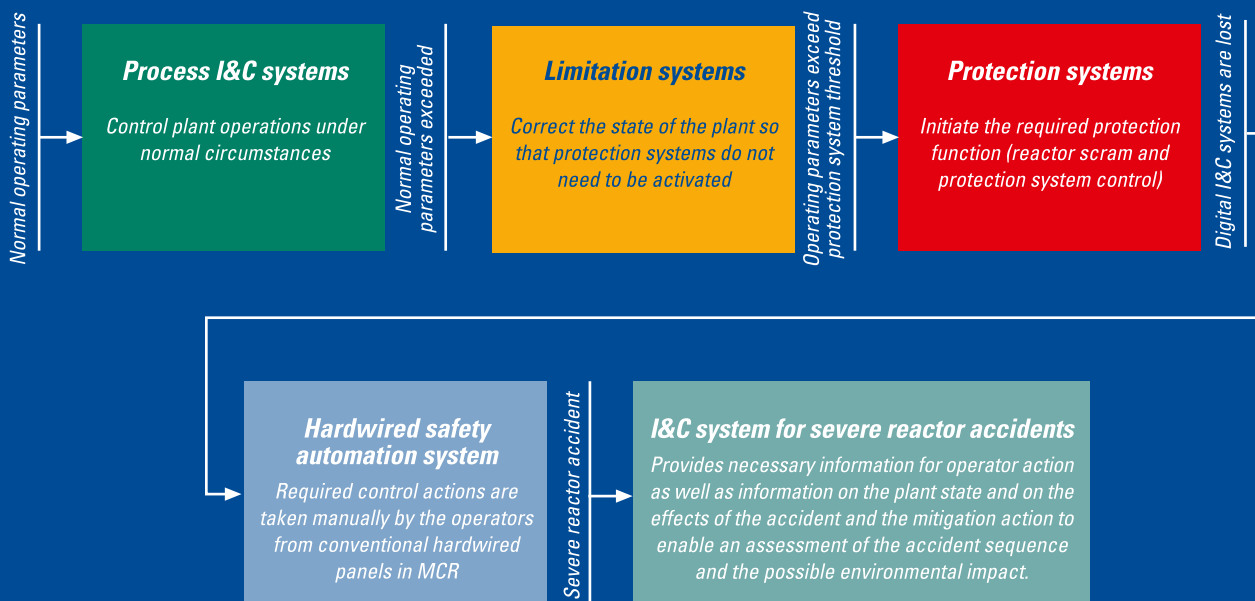 Normal operating parameters
Process I&C systems
Control plant operations under
normal circumstances
Normal operating
parameters exceeded
Limitation systems
Correct the state of the plant so
that protection systems do not
need to be activated
Operating parameters exceed
protection system threshold
Protection systems
Initiate the required protection
function (reactor scram and
protection system control)
Digital I&C systems are lost
Hardwired safety
automation system
Required control actions are
taken manually by the operators
from conventional hardwired
panels in MCR
Severe reactor accident
I&C system for severe reactor accidents
Provides necessary information for operator action
as well as information on the plant state and on the
effects of the accident and the mitigation action to
enable an assessment of the accident sequence
and the possible environmental impact.